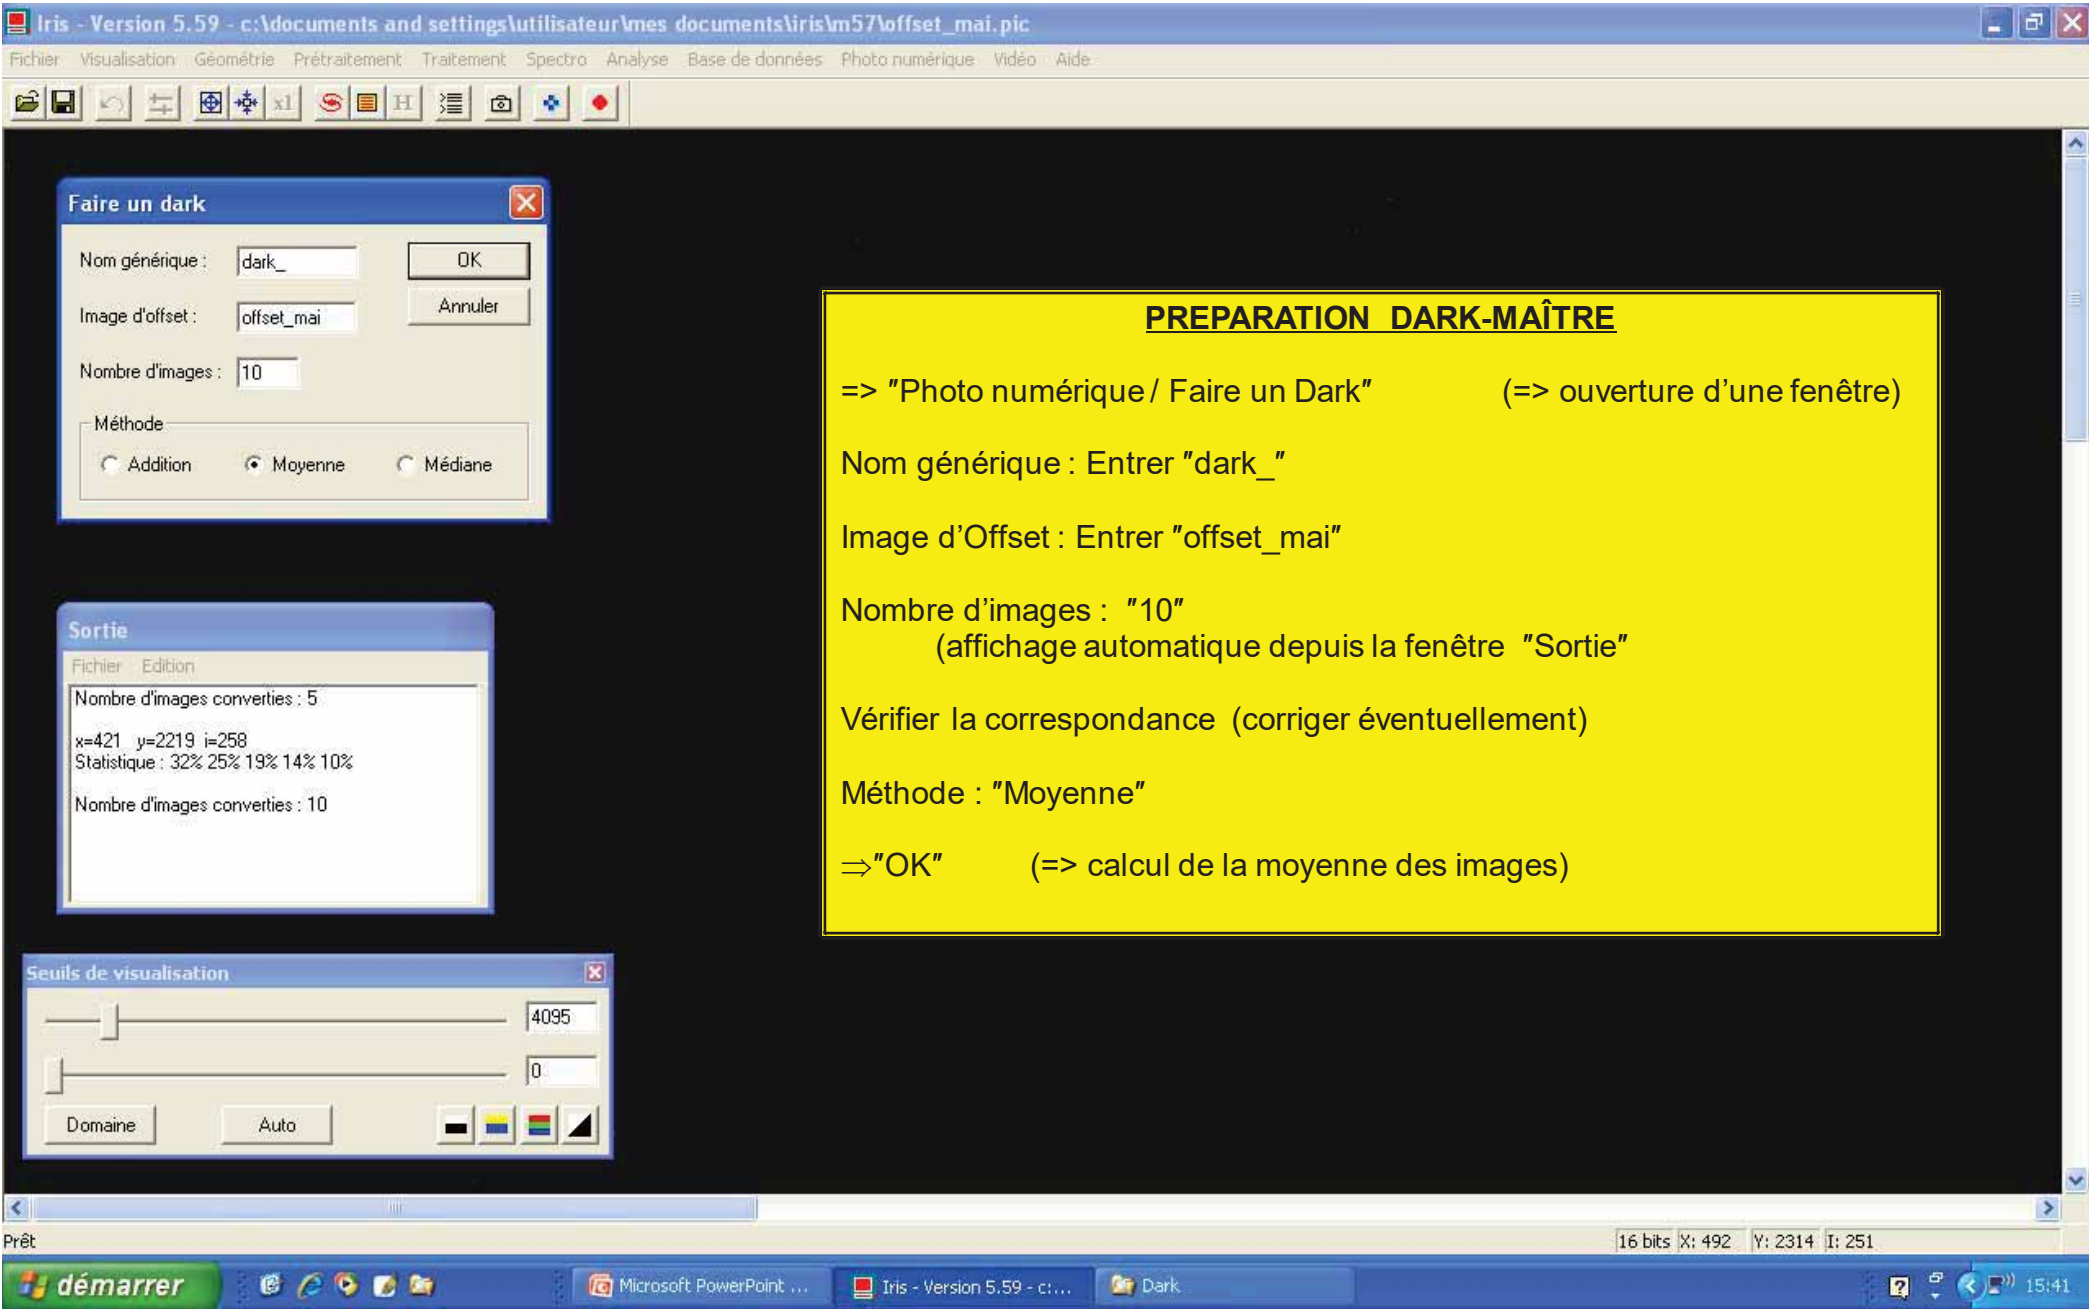 Iris - Version 5.59 - c:\documents and settings\utilisateur\mes documents\iris\m57\offset_mai.pic
Fichier Visualisation Géométrie Prétraitement Traitement Spectro Analyse Base de données Photo numérique Vidéo Aide
x1 H
Faire un dark
Nom générique : dark_ OK
Image d'offset : offset_mai Annuler
Nombre d'images : 10
Méthode
Addition Moyenne Médiane
PREPARATION DARK-MAÎTRE
=> "Photo numérique / Faire un Dark" (=> ouverture d’une fenêtre)
Nom générique : Entrer "dark_"
Image d’Offset : Entrer "offset_mai"
Nombre d’images : "10"
(affichage automatique depuis la fenêtre "Sortie"
Vérifier la correspondance (corriger éventuellement)
Méthode : "Moyenne"
⇒"OK" (=> calcul de la moyenne des images)
Sortie
Fichier Edition
Nombre d'images converties : 5
x=421 y=2219 i=258
Statistique : 32% 25% 19% 14% 10%
Nombre d'images converties : 10
Seuils de visualisation
4095
0
Domaine Auto
Prêt 16 bits X: 492 Y: 2314 I: 251
démarrer Microsoft PowerPoint ... Iris - Version 5.59 - c:... Dark 15:41